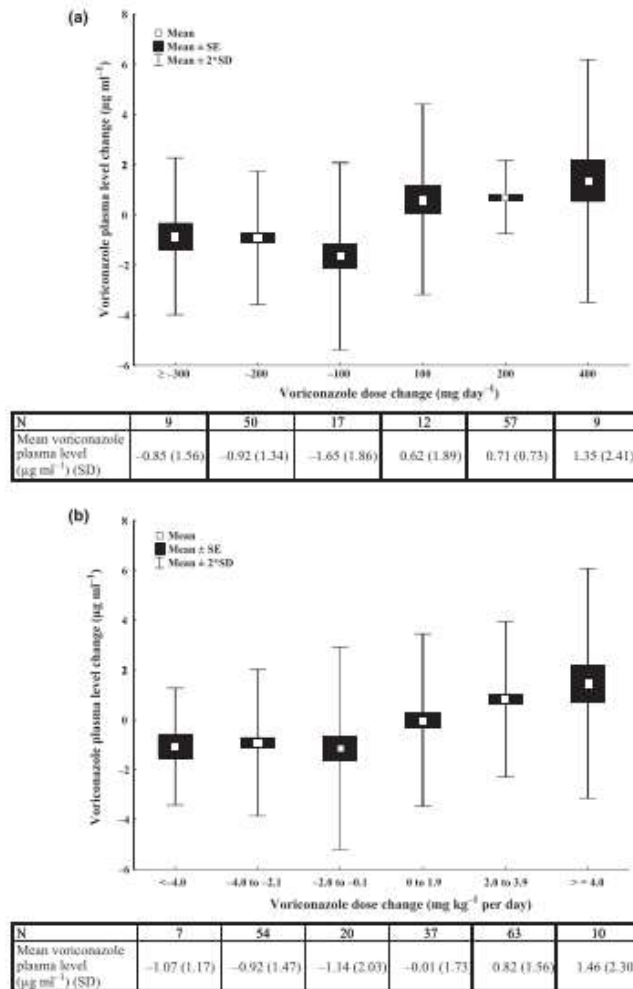 (a)
Mean
Mean ± SE
Mean ± 2*SD
Voriconazole plasma level change (µg ml⁻¹)
8
6
4
2
0
−2
−4
−6
≥ −300 −200 −100 100 200 400
Voriconazole dose change (mg day⁻¹)
N 9 50 17 12 57 9
Mean voriconazole
plasma level
(µg ml⁻¹) (SD) −0.85 (1.56) −0.92 (1.34) −1.65 (1.86) 0.62 (1.89) 0.71 (0.73) 1.35 (2.41)
(b)
Mean
Mean ± SE
Mean ± 2*SD
Voriconazole plasma level change (µg ml⁻¹)
8
6
4
2
0
−2
−4
−6
<−4.0 −4.0 to −2.1 −2.0 to −0.1 0 to 1.9 2.0 to 3.9 > = 4.0
Voriconazole dose change (mg kg⁻¹ per day)
N 7 54 20 37 63 10
Mean voriconazole
plasma level
(µg ml⁻¹) (SD) −1.07 (1.17) −0.92 (1.47) −1.14 (2.03) −0.01 (1.73 0.82 (1.56) 1.46 (2.30